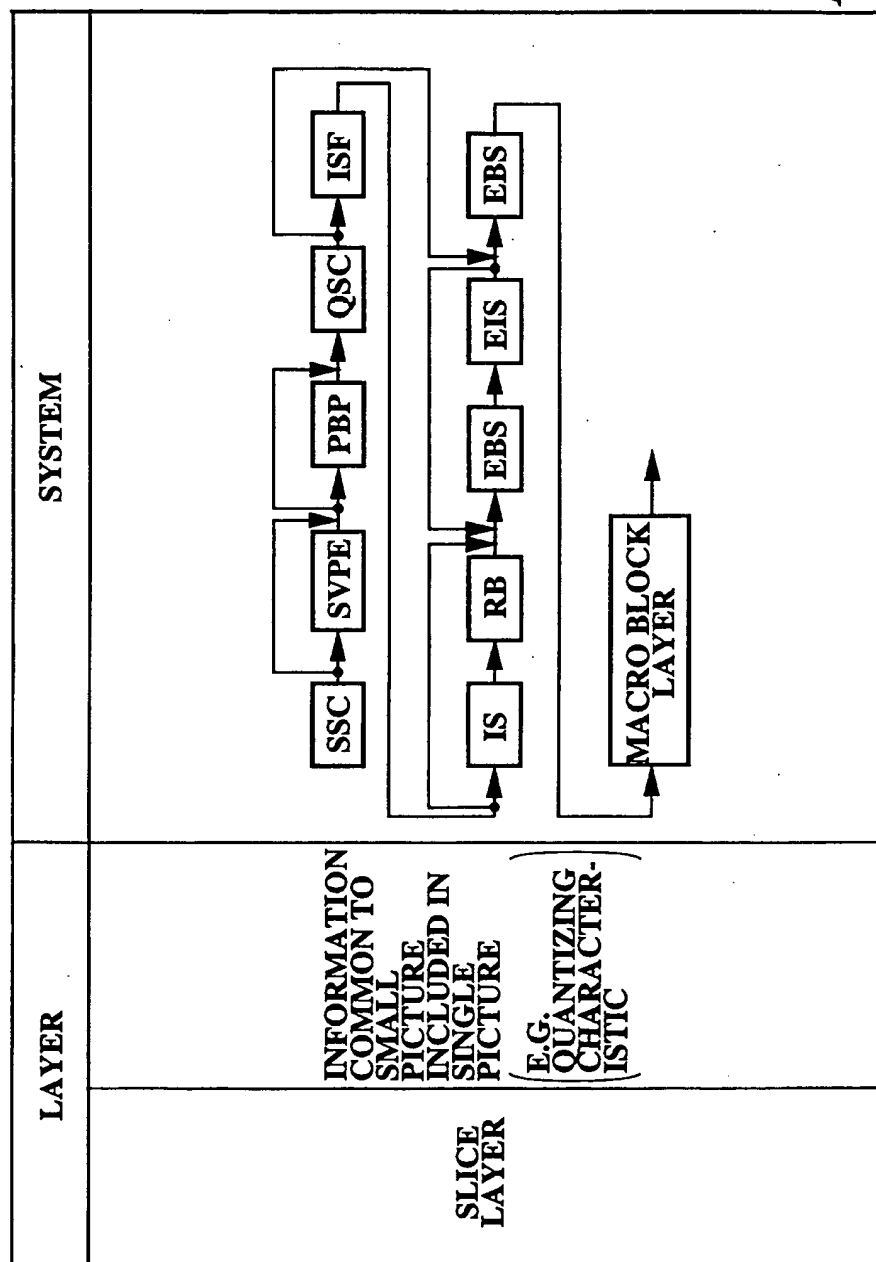 LAYER
SYSTEM
SLICE
LAYER
INFORMATION
COMMON TO
SMALL
PICTURE
INCLUDED IN
SINGLE
PICTURE
E.G.
QUANTIZING
CHARACTER-
ISTIC
SSC
SVPE
PBP
QSC
ISF
IS
RB
EBS
EIS
EBS
MACRO BLOCK
LAYER